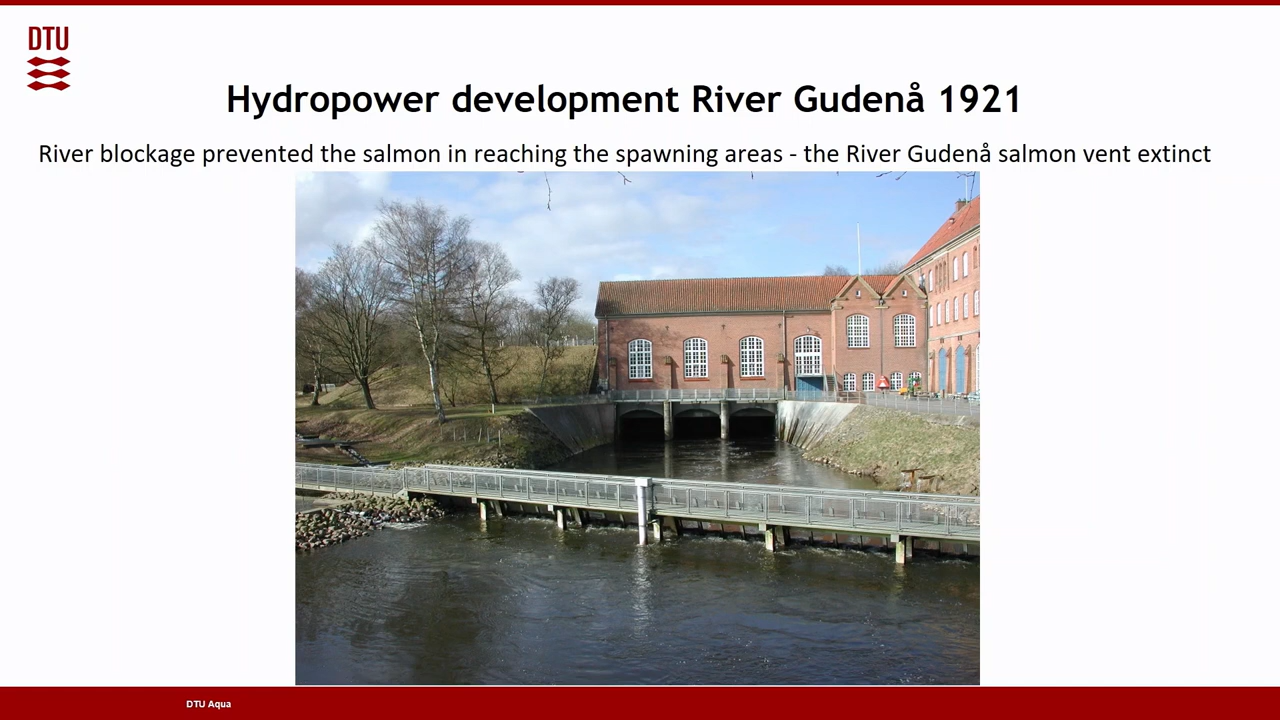 DTU
Hydropower development River Gudenå 1921
River blockage prevented the salmon in reaching the spawning areas - the River Gudenå salmon vent extinct
DTU Aqua